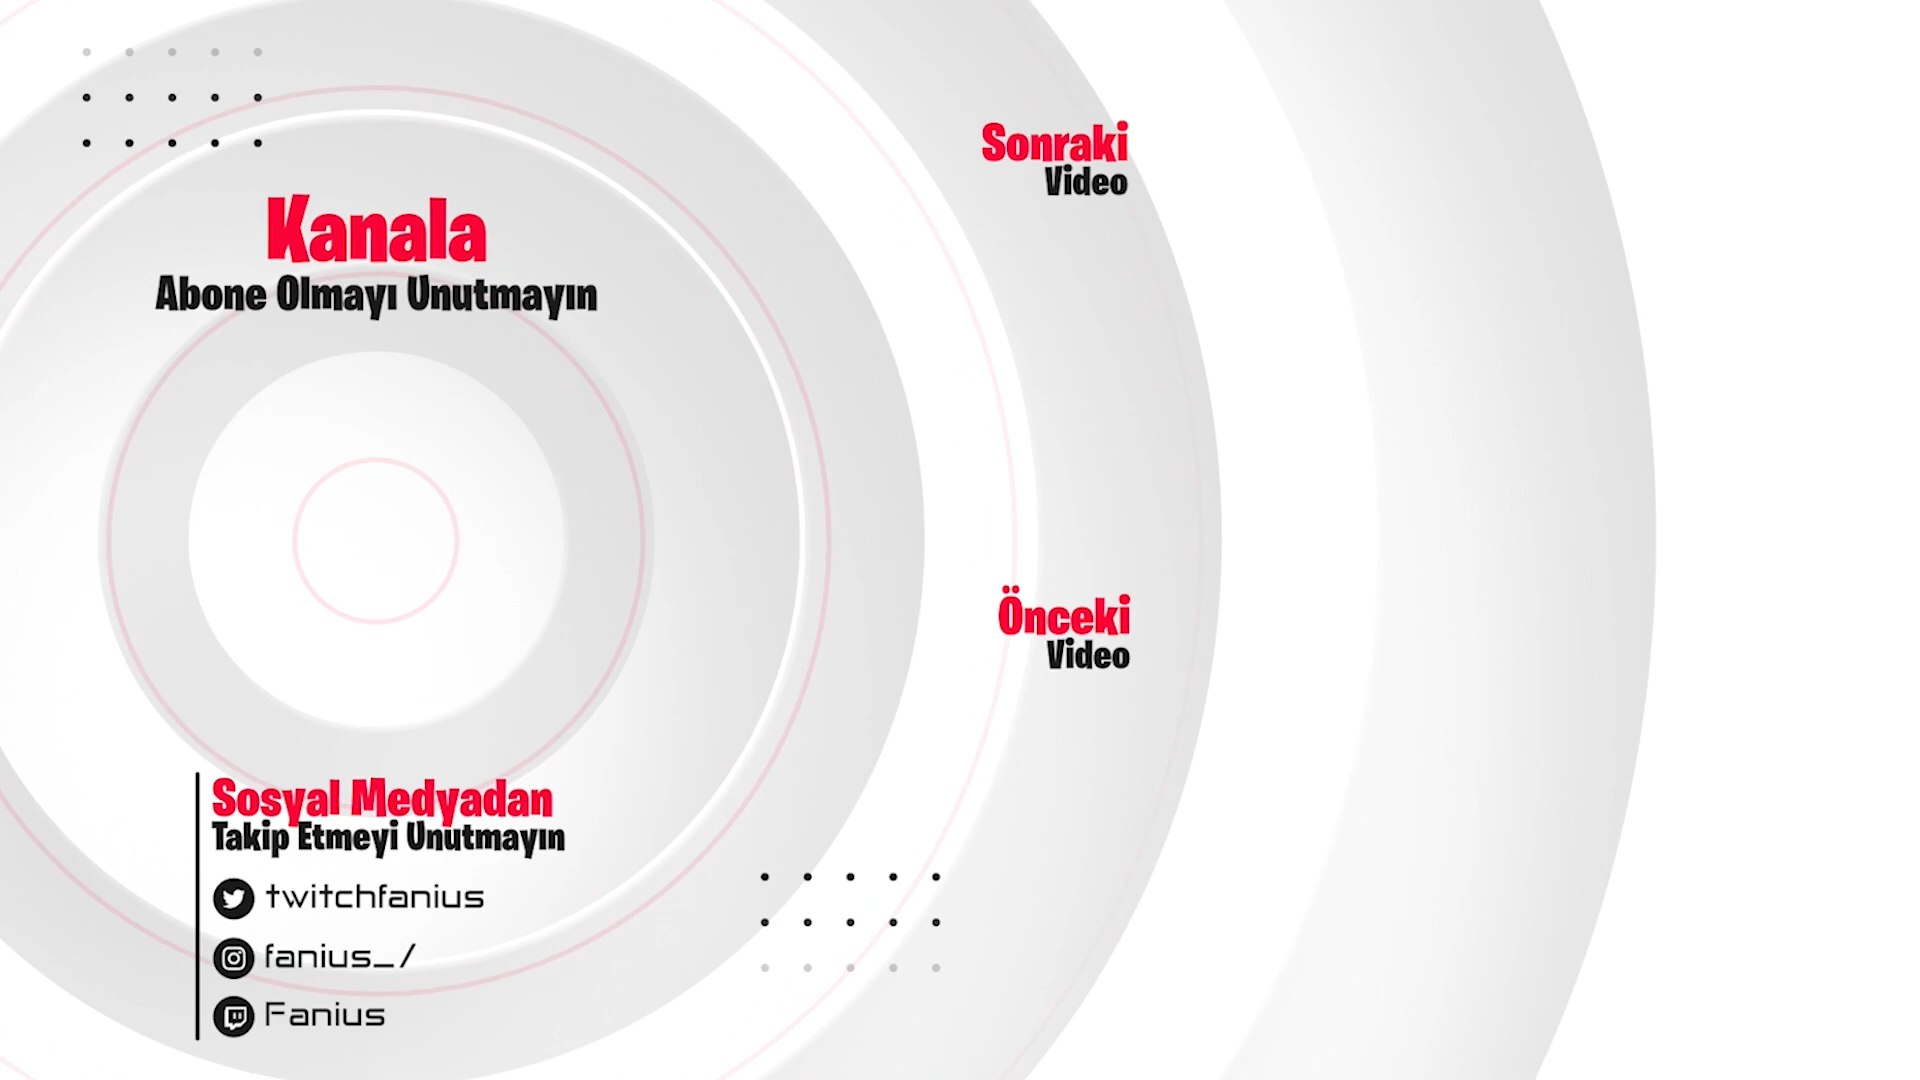 Kanala
Abone Olmayı Unutmayın
Sonraki
Video
Önceki
Video
Sosyal Medyadan
Takip Etmeyi Unutmayın
twitchfanius
fanius_/
Fanius